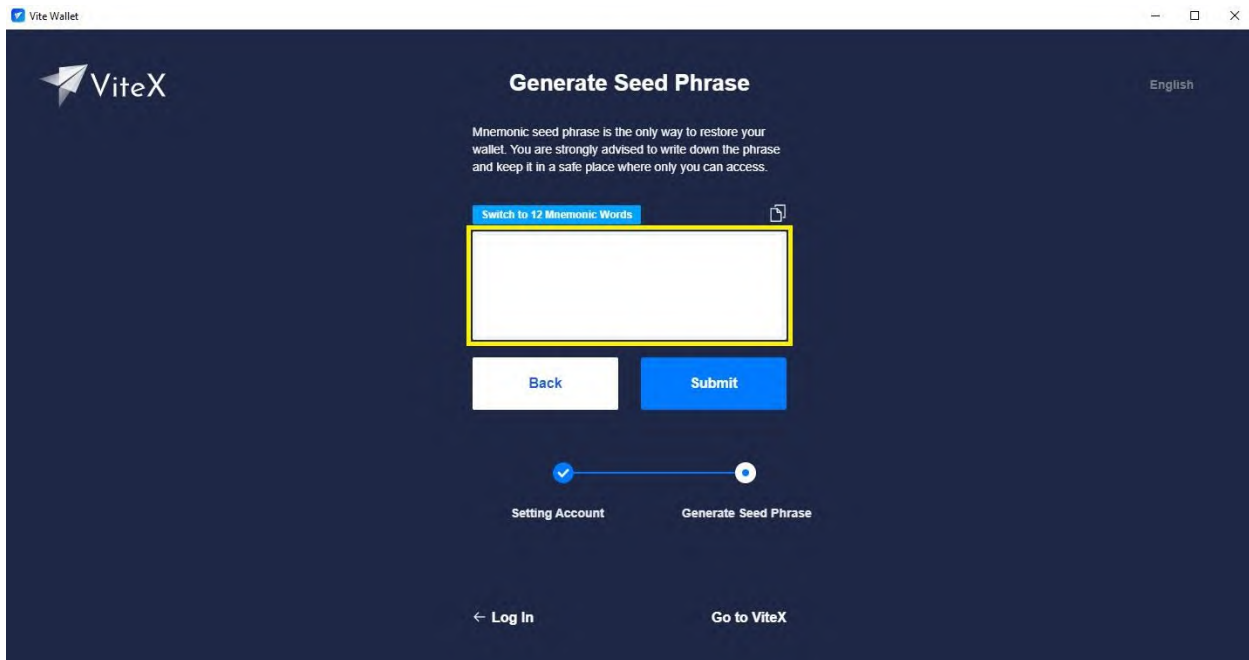 Vite Wallet
ViteX
Generate Seed Phrase
English
Mnemonic seed phrase is the only way to restore your
wallet. You are strongly advised to write down the phrase
and keep it in a safe place where only you can access.
Switch to 12 Mnemonic Words
Back
Submit
Setting Account
Generate Seed Phrase
← Log In
Go to ViteX